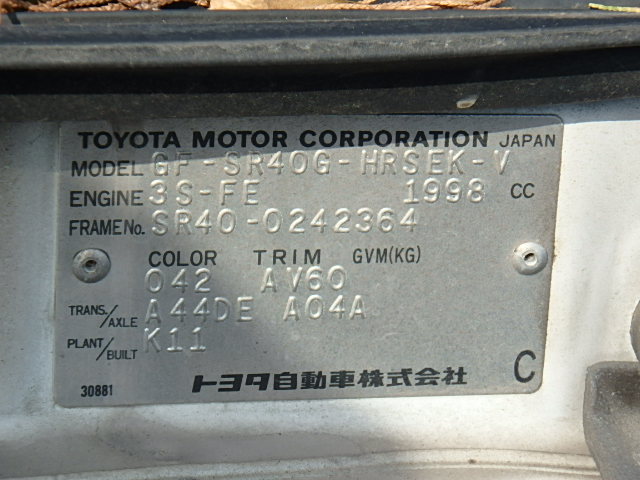 TOYOTA MOTOR CORPORATION JAPAN
MODEL GF-SR40G-HRSEK-V
ENGINE 3S-FE 1998 CC
FRAME No. SR40-0242364
COLOR TRIM GVM(KG)
042 AV60
TRANS./AXLE A44DE A04A
PLANT/BUILT K11
30881 トヨタ自動車株式会社 C